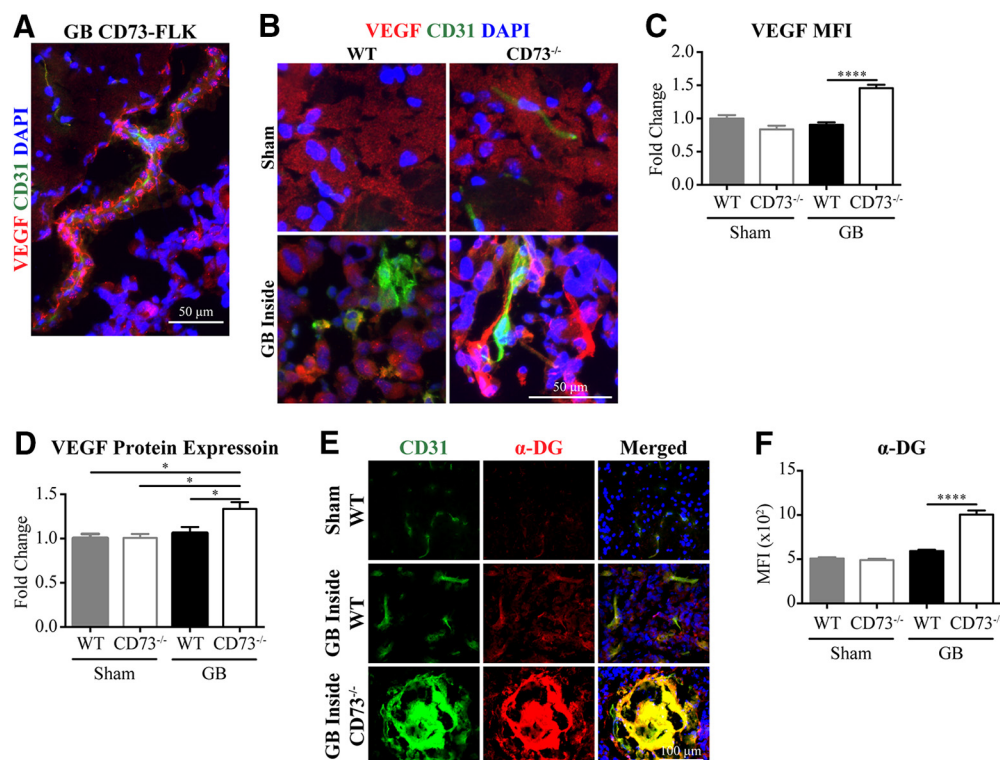 A
GB CD73-FLK
VEGF CD31 DAPI
50 μm
B
VEGF CD31 DAPI
WT
CD73-/-
Sham
GB Inside
50 μm
C
VEGF MFI
Fold Change
2.0
1.5
1.0
0.5
0.0
****
WT CD73-/- WT CD73-/-
Sham GB
D
VEGF Protein Expressoin
Fold Change
1.5
1.0
0.5
0.0
*
*
*
WT CD73-/- WT CD73-/-
Sham GB
E
CD31 α-DG Merged
Sham
WT
GB Inside
WT
GB Inside
CD73-/-
100 μm
F
α-DG
MFI (x10²)
15
10
5
0
****
WT CD73-/- WT CD73-/-
Sham GB